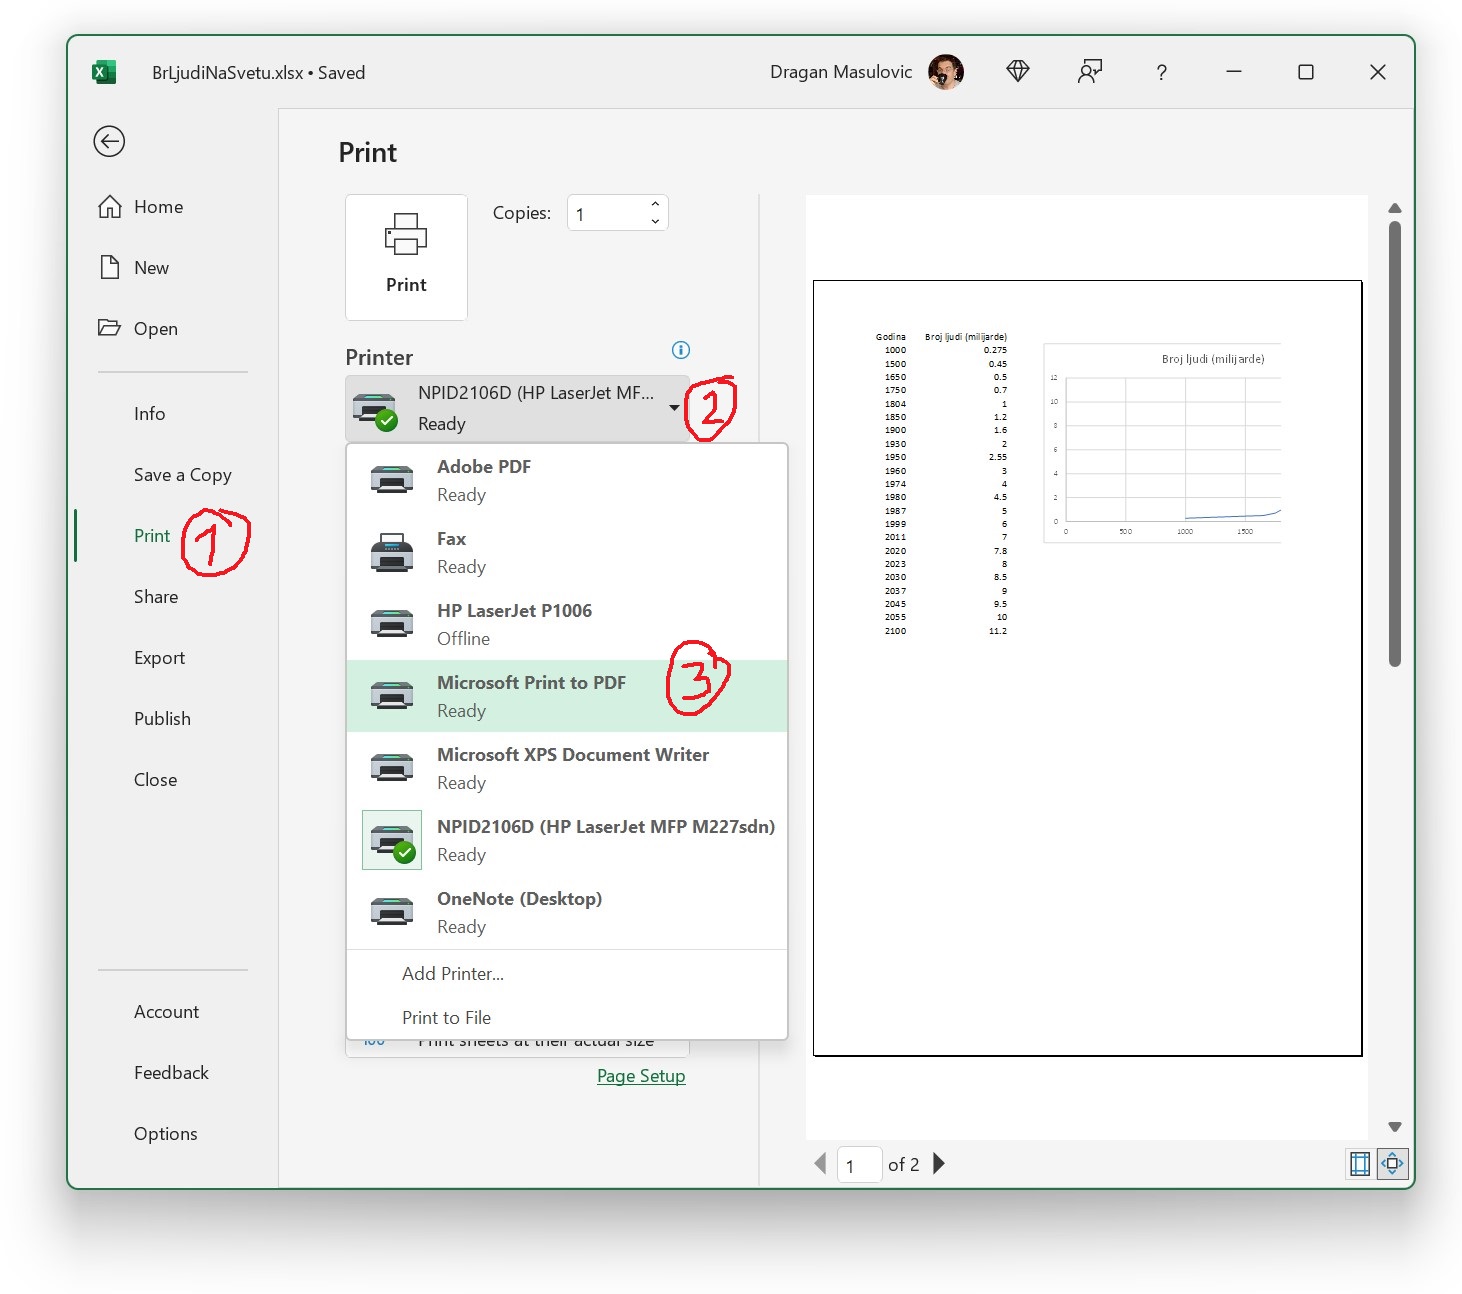 BrLjudiNaSvetu.xlsx • Saved
Dragan Masulovic
?
Print
Home
New
Open
Info
Save a Copy
Print
1
Share
Export
Publish
Close
Account
Feedback
Options
Print
Copies: 1
Printer
NPID2106D (HP LaserJet MF...
Ready
2
Adobe PDF
Ready
Fax
Ready
HP LaserJet P1006
Offline
Microsoft Print to PDF
Ready
3
Microsoft XPS Document Writer
Ready
NPID2106D (HP LaserJet MFP M227sdn)
Ready
OneNote (Desktop)
Ready
Add Printer...
Print to File
100 Print sheets at their actual size
Page Setup
Godina Broj ljudi (milijarde)
1000 0.275
1500 0.45
1650 0.5
1750 0.7
1804 1
1850 1.2
1900 1.6
1930 2
1950 2.55
1960 3
1974 4
1980 4.5
1987 5
1999 6
2011 7
2020 7.8
2023 8
2030 8.5
2037 9
2045 9.5
2055 10
2100 11.2
Broj ljudi (milijarde)
12
10
8
6
4
2
0
0 500 1000 1500
1 of 2